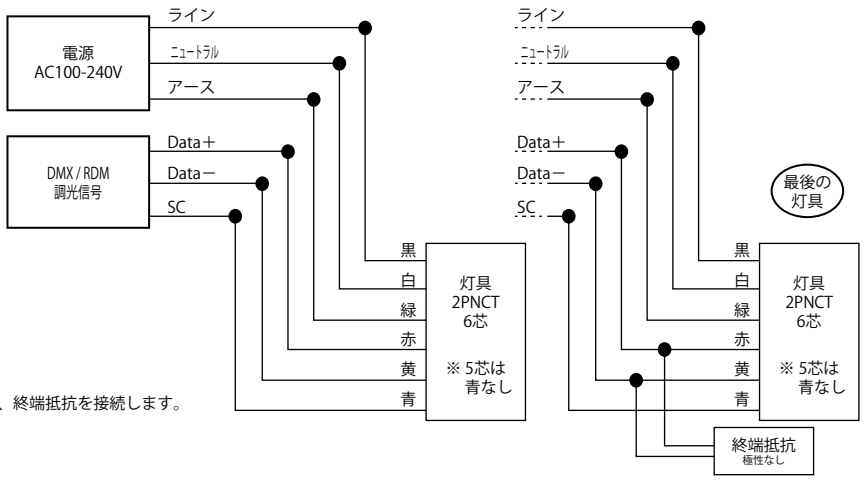 電源
AC100-240V
ライン
ニュートラル
アース
DMX / RDM
調光信号
Data＋
Data－
SC
黒
白
緑
赤
黄
青
灯具
2PNCT
6芯
※ 5芯は
青なし
、終端抵抗を接続します。
ライン
ニュートラル
アース
Data＋
Data－
SC
最後の
灯具
黒
白
緑
赤
黄
青
灯具
2PNCT
6芯
※ 5芯は
青なし
終端抵抗
極性なし